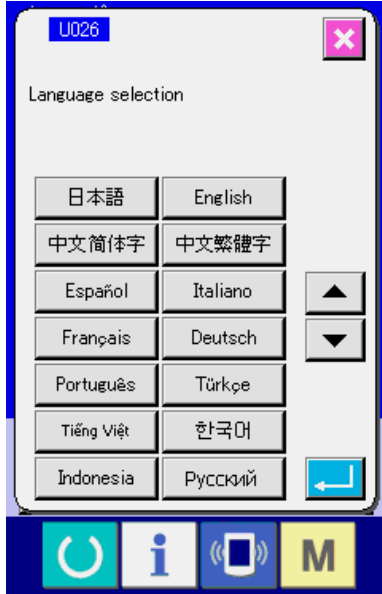 U026
Language selection
日本語 English
中文简体字 中文繁體字
Español Italiano
Français Deutsch
Português Türkçe
Tiếng Việt 한국어
Indonesia Русский
i M